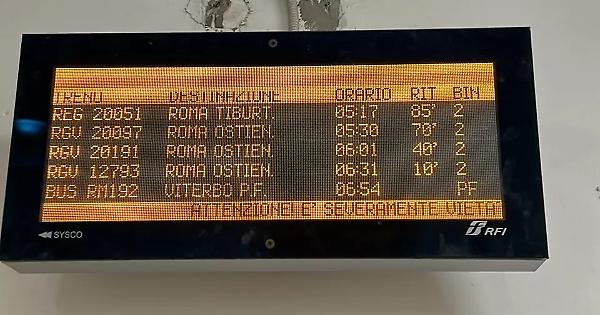 TRENO DESTINAZIONE ORARIO RIT BIN
REG 20051 ROMA TIBURT. 05:17 85' 2
RGV 20097 ROMA OSTIEN. 05:30 70' 2
RGV 20191 ROMA OSTIEN. 06:01 40' 2
RGV 12793 ROMA OSTIEN. 06:31 10' 2
BUS RM192 VITERBO P.F. 06:54 PF
ATTENZIONE! E' SEVERAMENTE VIETAT
SYSCO
RFI